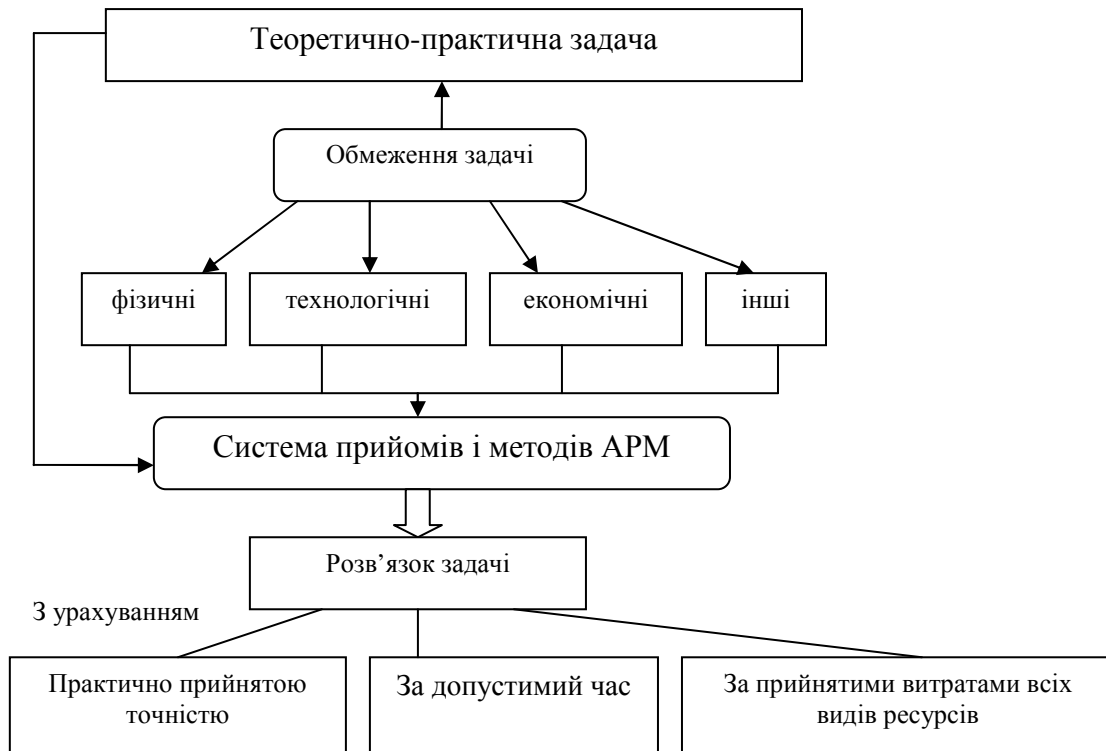 Теоретично-практична задача
Обмеження задачі
фізичні
технологічні
економічні
інші
Система прийомів і методів АРМ
Розв’язок задачі
З урахуванням
Практично прийнятою
точністю
За допустимий час
За прийнятими витратами всіх
видів ресурсів